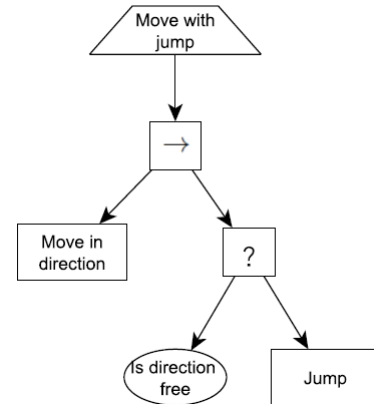 Move with
jump
→
Move in
direction
?
Is direction
free
Jump